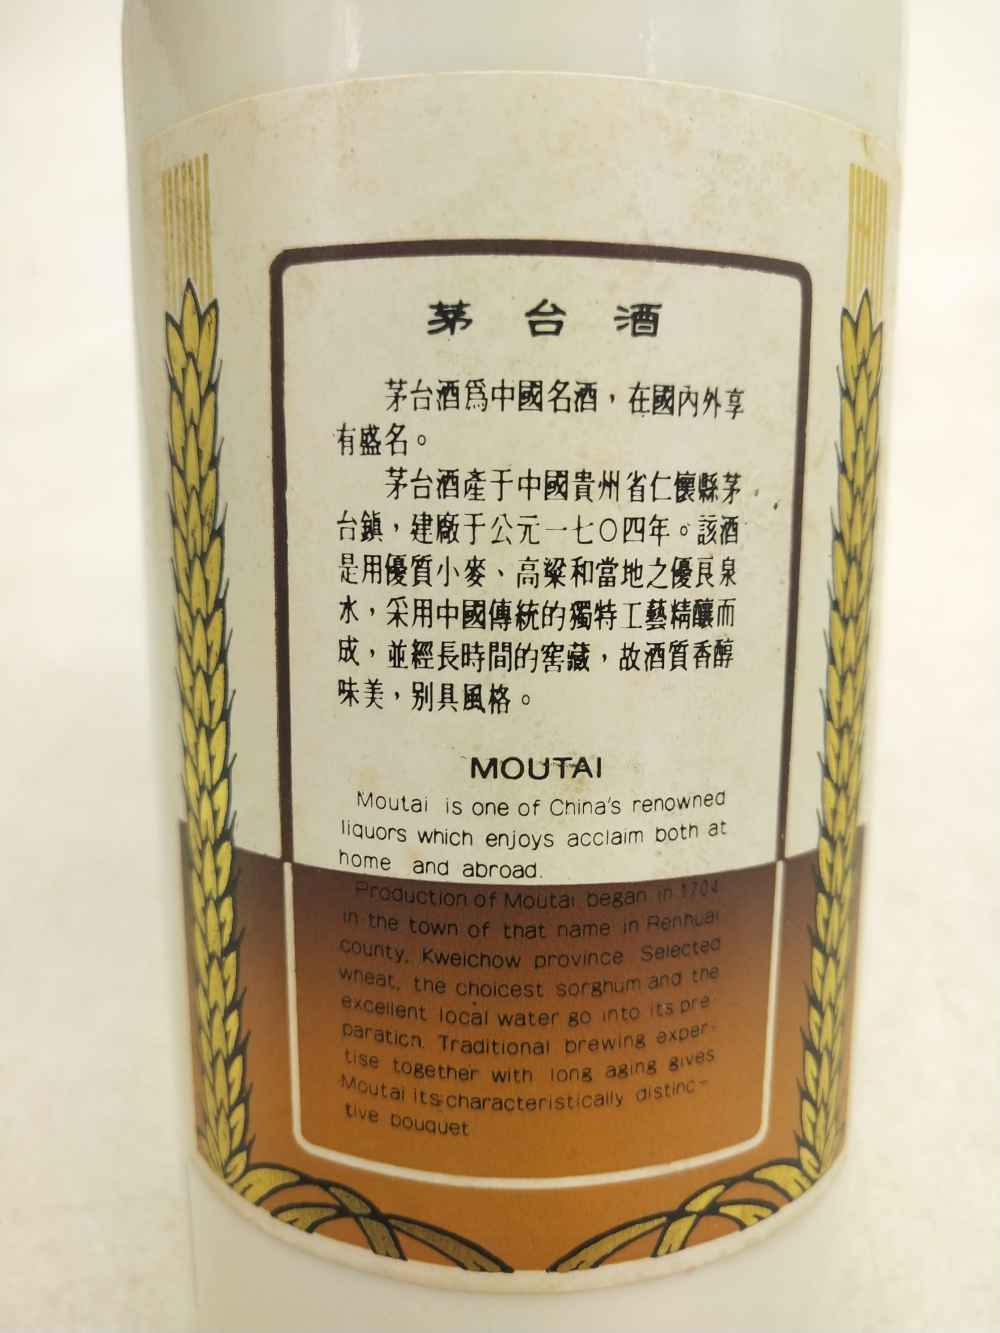 茅台酒
茅台酒爲中國名酒，在國內外享
有盛名。
茅台酒產于中國貴州省仁懷縣茅
台鎮，建廠于公元一七〇四年。該酒
是用優質小麥、高粱和當地之優良泉
水，采用中國傳統的獨特工藝精釀而
成，並經長時間的窖藏，故酒質香醇
味美，别具風格。
MOUTAI
Moutai is one of China's renowned
liquors which enjoys acclaim both at
home and abroad.
Production of Moutai began in 1704
in the town of that name in Renhuai
county, Kweichow province Selected
wheat, the choicest sorghum and the
excellent local water go into its pre
paration. Traditional brewing exper-
tise together with long aging gives
Moutai its characteristically distinc-
tive bouquet